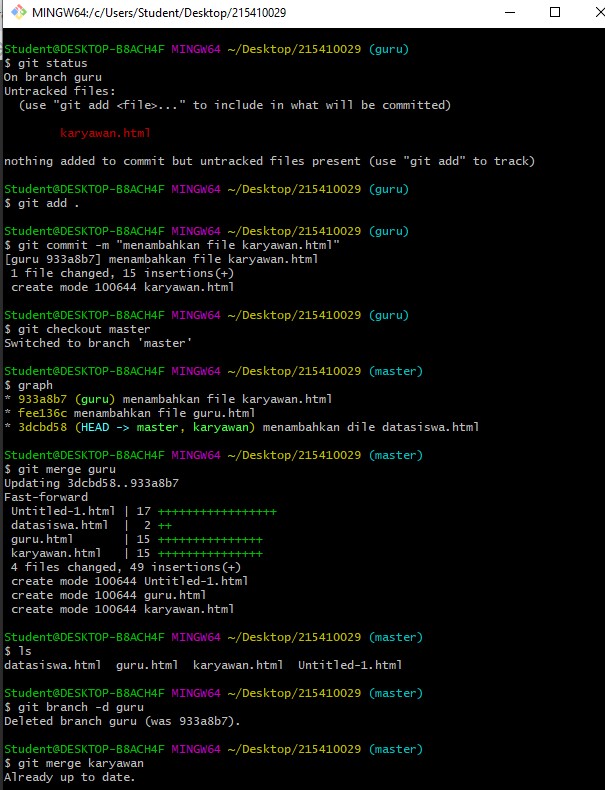 MINGW64:/c/Users/Student/Desktop/215410029
Student@DESKTOP-B8ACH4F MINGW64 ~/Desktop/215410029 (guru)
$ git status
On branch guru
Untracked files:
  (use "git add <file>..." to include in what will be committed)
        karyawan.html
nothing added to commit but untracked files present (use "git add" to track)
Student@DESKTOP-B8ACH4F MINGW64 ~/Desktop/215410029 (guru)
$ git add .
Student@DESKTOP-B8ACH4F MINGW64 ~/Desktop/215410029 (guru)
$ git commit -m "menambahkan file karyawan.html"
[guru 933a8b7] menambahkan file karyawan.html
 1 file changed, 15 insertions(+)
 create mode 100644 karyawan.html
Student@DESKTOP-B8ACH4F MINGW64 ~/Desktop/215410029 (guru)
$ git checkout master
Switched to branch 'master'
Student@DESKTOP-B8ACH4F MINGW64 ~/Desktop/215410029 (master)
$ graph
* 933a8b7 (guru) menambahkan file karyawan.html
* fee136c menambahkan file guru.html
* 3dcbd58 (HEAD -> master, karyawan) menambahkan dile datasiswa.html
Student@DESKTOP-B8ACH4F MINGW64 ~/Desktop/215410029 (master)
$ git merge guru
Updating 3dcbd58..933a8b7
Fast-forward
 Untitled-1.html | 17 +++++++++++++++++
 datasiswa.html  |  2 ++
 guru.html       | 15 +++++++++++++++
 karyawan.html   | 15 +++++++++++++++
 4 files changed, 49 insertions(+)
 create mode 100644 Untitled-1.html
 create mode 100644 guru.html
 create mode 100644 karyawan.html
Student@DESKTOP-B8ACH4F MINGW64 ~/Desktop/215410029 (master)
$ ls
datasiswa.html  guru.html  karyawan.html  Untitled-1.html
Student@DESKTOP-B8ACH4F MINGW64 ~/Desktop/215410029 (master)
$ git branch -d guru
Deleted branch guru (was 933a8b7).
Student@DESKTOP-B8ACH4F MINGW64 ~/Desktop/215410029 (master)
$ git merge karyawan
Already up to date.